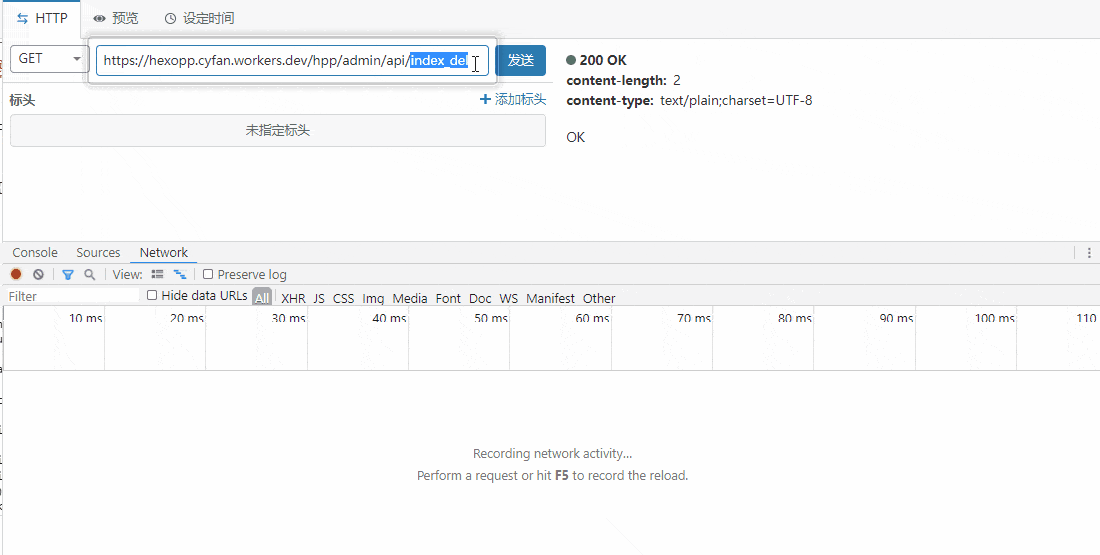 HTTP 预览 设定时间
GET https://hexopp.cyfan.workers.dev/hpp/admin/api/index_del 发送
200 OK
content-length: 2
content-type: text/plain;charset=UTF-8
OK
标头 添加标头
未指定标头
Console Sources Network
View: Preserve log
Filter Hide data URLs All XHR JS CSS Img Media Font Doc WS Manifest Other
10 ms 20 ms 30 ms 40 ms 50 ms 60 ms 70 ms 80 ms 90 ms 100 ms 110
Recording network activity...
Perform a request or hit F5 to record the reload.